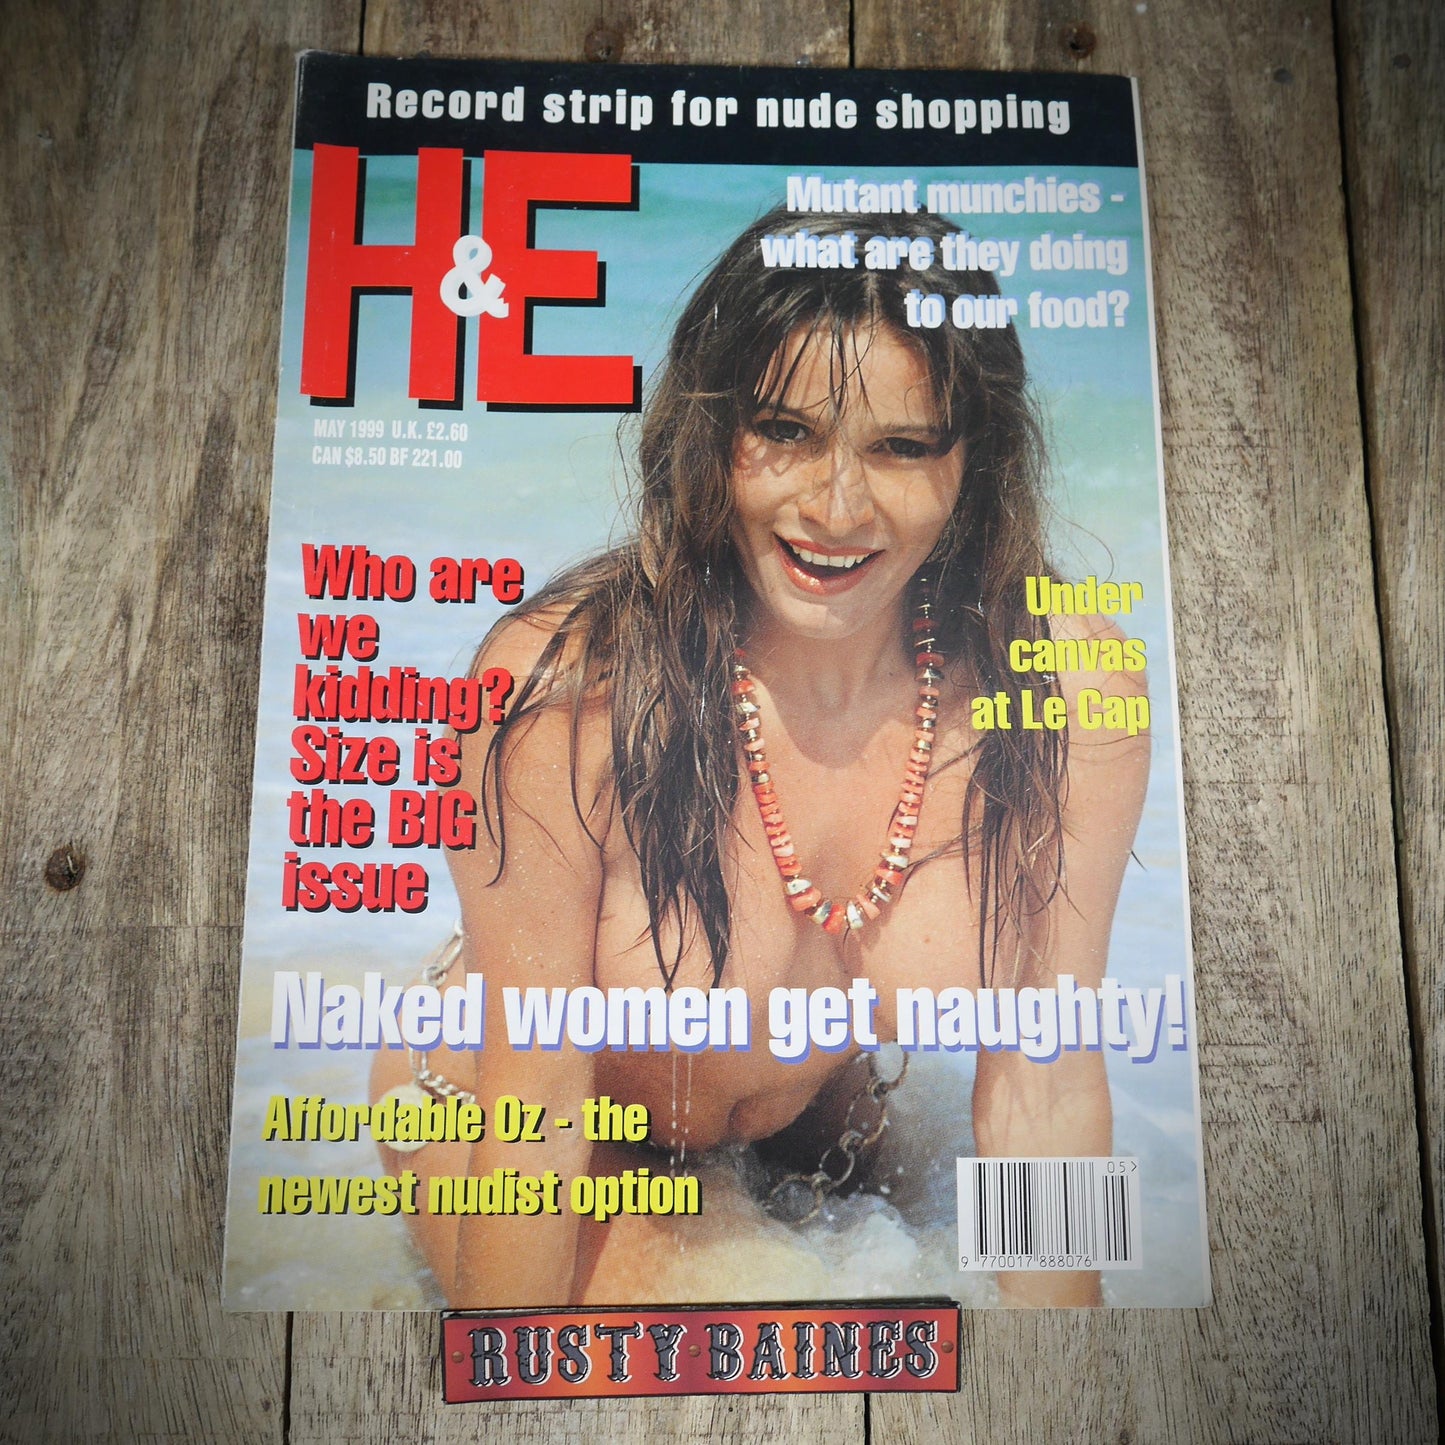 Record strip for nude shopping
H&E
Mutant munchies -
what are they doing
to our food?
MAY 1999 U.K. £2.60
CAN $8.50 BF 221.00
Who are
we
kidding?
Size is
the BIG
issue
Under
canvas
at Le Cap
Naked women get naughty!
Affordable Oz - the
newest nudist option
05>
9 770017 888076
RUSTY BAINES